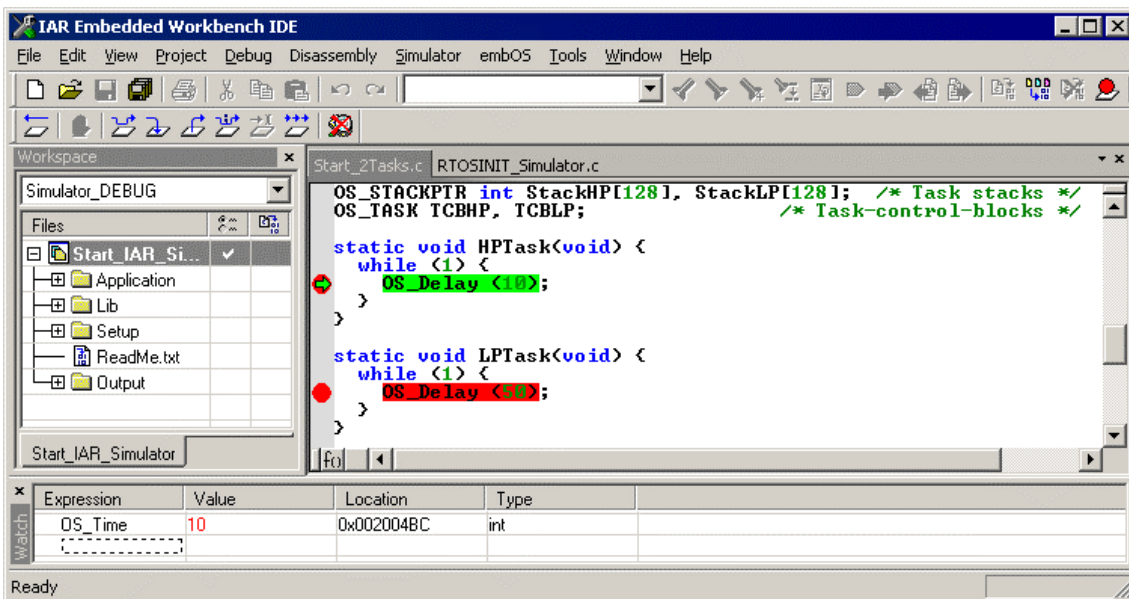 IAR Embedded Workbench IDE
File Edit View Project Debug Disassembly Simulator embOS Tools Window Help
Workspace
Simulator_DEBUG
Files
Start_IAR_Si...
Application
Lib
Setup
ReadMe.txt
Output
Start_IAR_Simulator
Start_2Tasks.c RTOSINIT_Simulator.c
OS_STACKPTR int StackHP[128], StackLP[128]; /* Task stacks */
OS_TASK TCBHP, TCBLP; /* Task-control-blocks */
static void HPTask(void) {
while (1) {
OS_Delay (10);
}
}
static void LPTask(void) {
while (1) {
OS_Delay (50);
}
}
f()
Watch
Expression Value Location Type
OS_Time 10 0x002004BC int
Ready